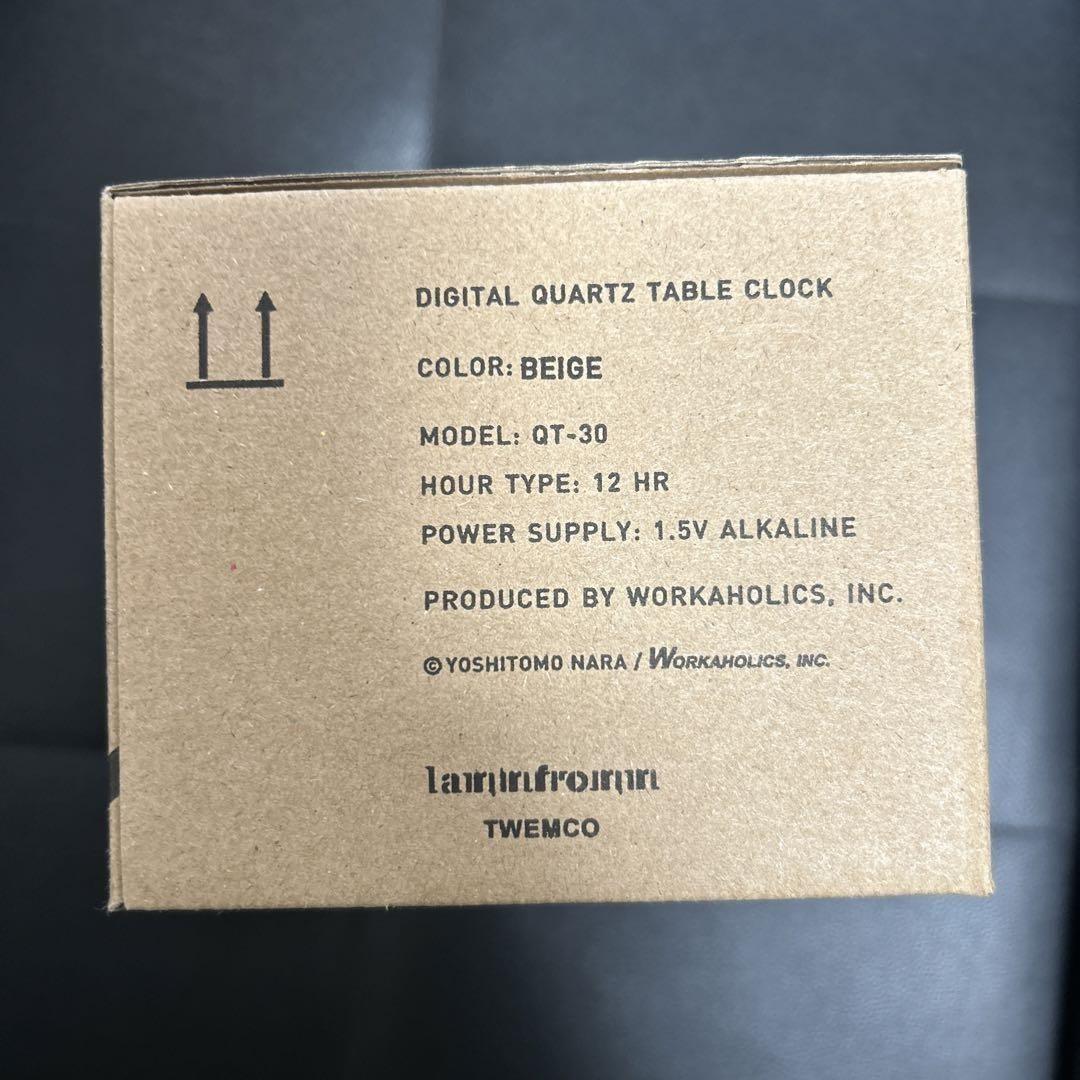 DIGITAL QUARTZ TABLE CLOCK
COLOR: BEIGE
MODEL: QT-30
HOUR TYPE: 12 HR
POWER SUPPLY: 1.5V ALKALINE
PRODUCED BY WORKAHOLICS, INC.
©YOSHITOMO NARA / WORKAHOLICS, INC.
lammfromm
TWEMCO